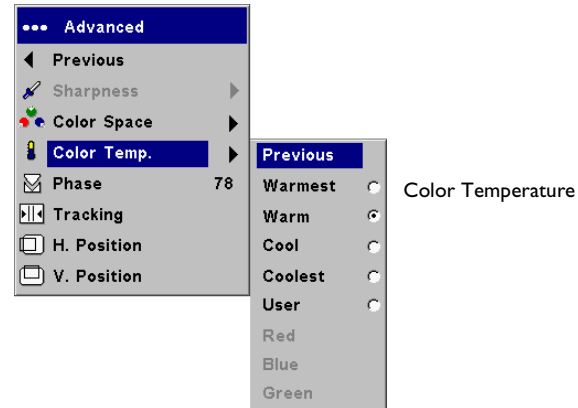 Advanced
Previous
Sharpness
Color Space
Color Temp.
Phase 78
Tracking
H. Position
V. Position
Previous
Warmest
Warm
Cool
Coolest
User
Red
Blue
Green
Color Temperature